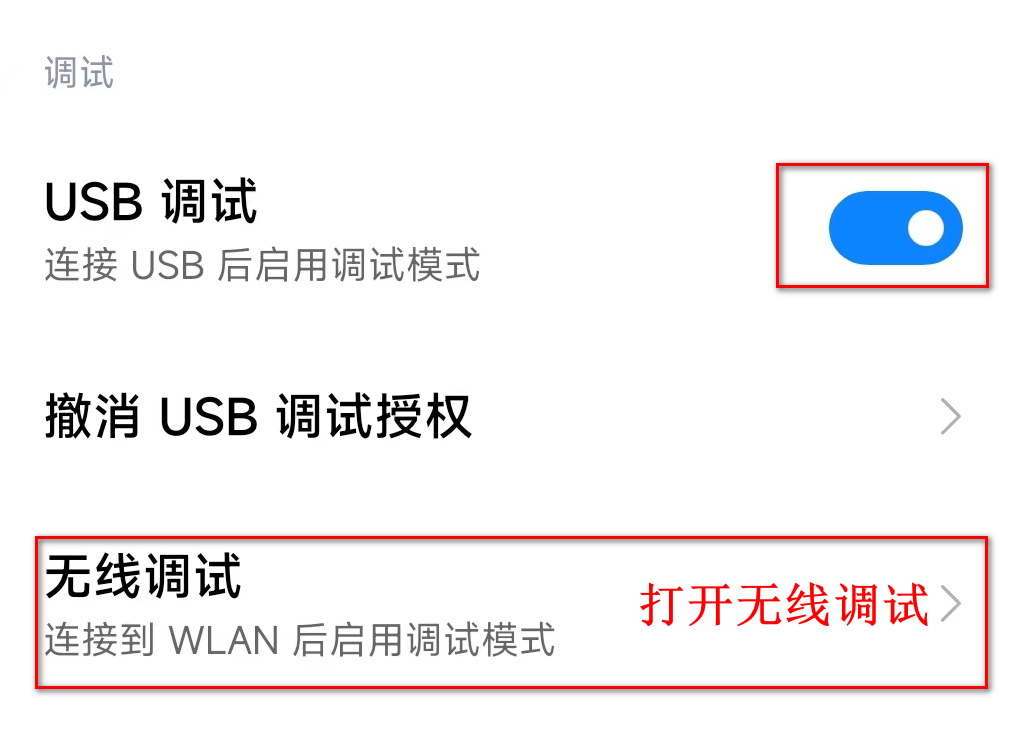 调试
USB 调试
连接 USB 后启用调试模式
撤消 USB 调试授权
无线调试
打开无线调试
连接到 WLAN 后启用调试模式